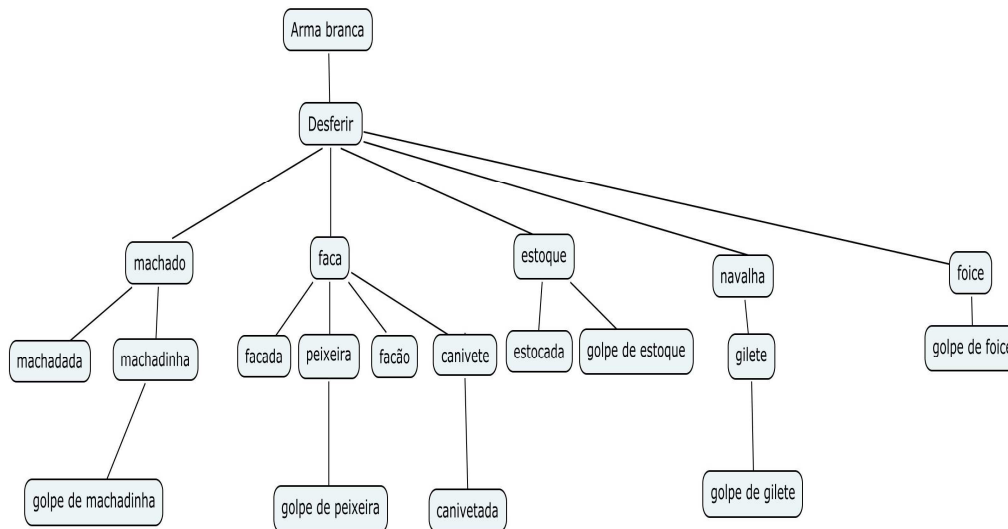 Arma branca
Desferir
machado
faca
estoque
navalha
foice
machadada
machadinha
facada
peixeira
facão
canivete
estocada
golpe de estoque
gilete
golpe de foice
golpe de machadinha
golpe de peixeira
canivetada
golpe de gilete